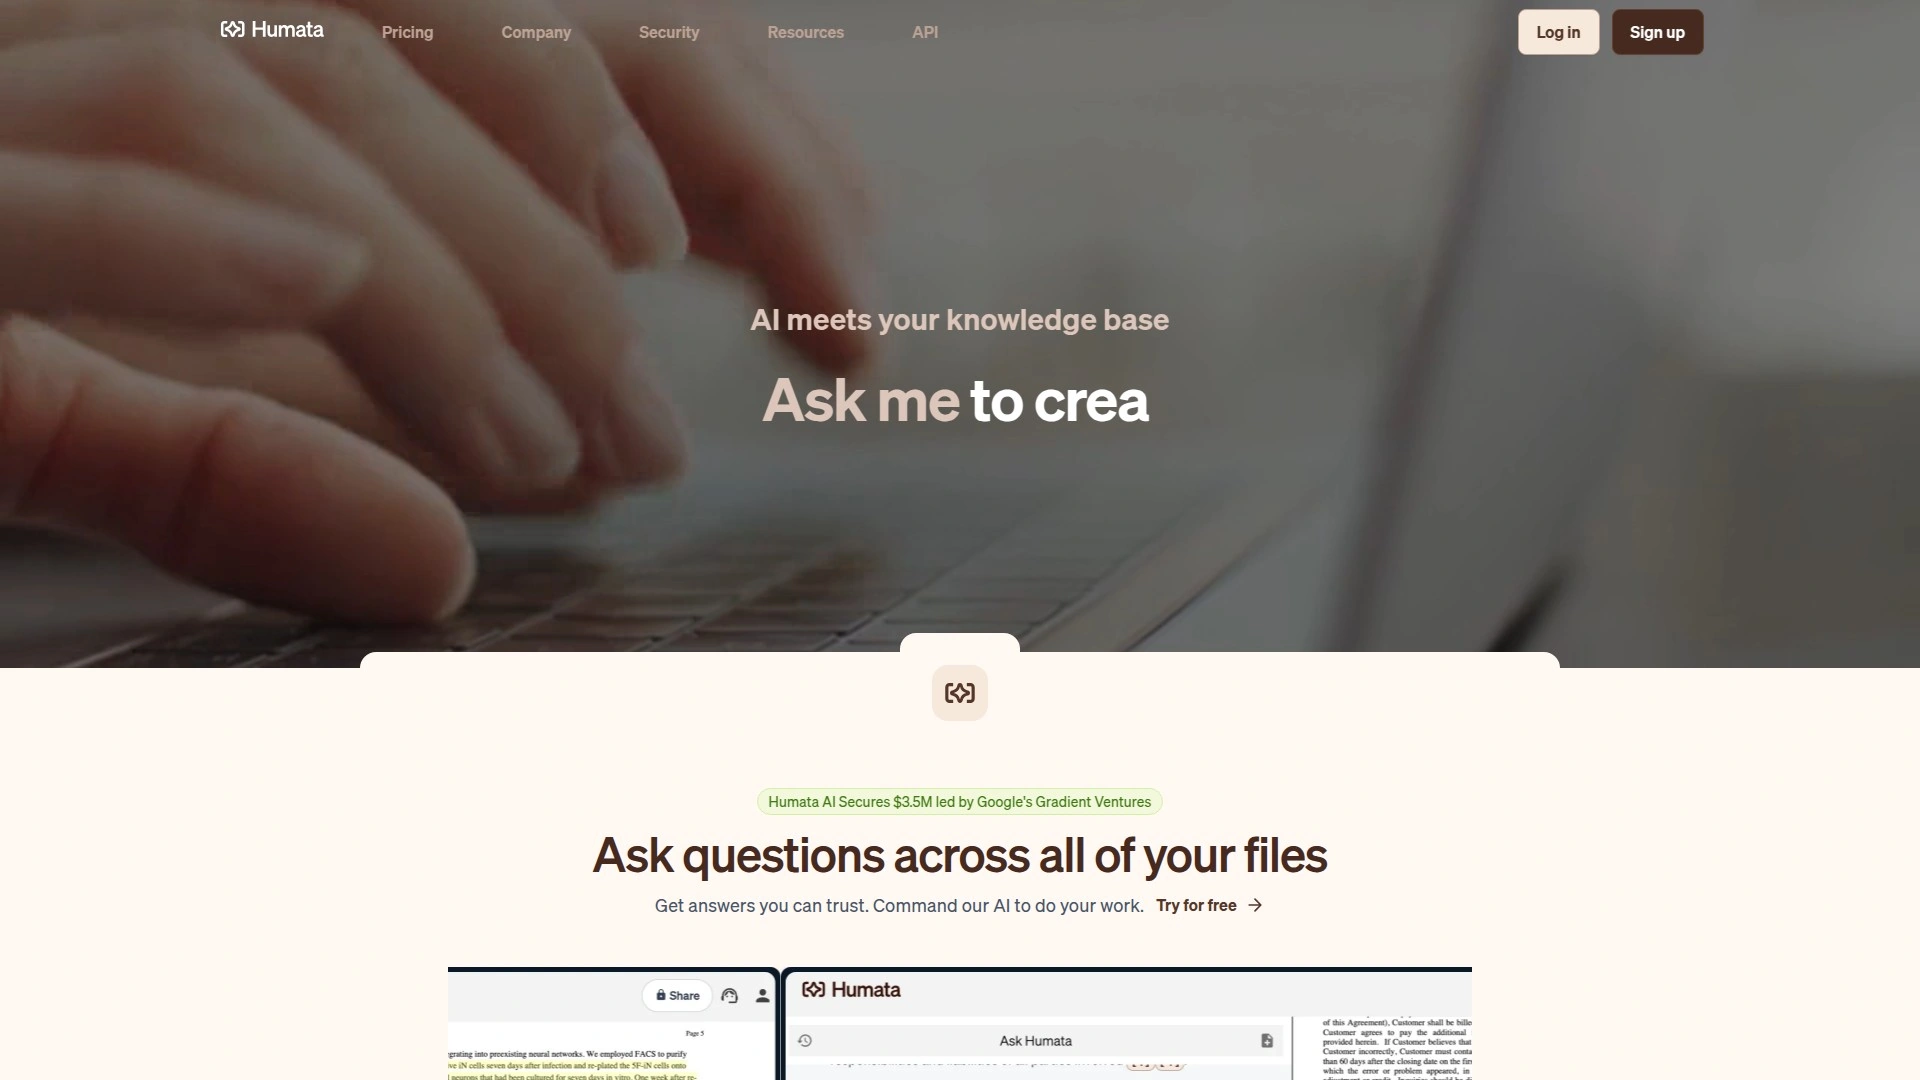 Humata
Pricing
Company
Security
Resources
API
Log in
Sign up
AI meets your knowledge base
Ask me to crea
Humata AI Secures $3.5M led by Google's Gradient Ventures
Ask questions across all of your files
Get answers you can trust. Command our AI to do your work. Try for free
Share
Page 5
grating into preexisting neural networks. We employed FACS to purify
ve iN cells seven days after infection and re-plated the 5F-iN cells onto
l neurons that had been cultured for seven days in vitro. One week after re-
Humata
Ask Humata
of this Agreement), Customer shall be bille
Customer agrees to pay the additional
provided herein. If Customer believes that
Customer incorrectly, Customer must conta
than 60 days after the closing date on the firs
which the error or problem appeared, in